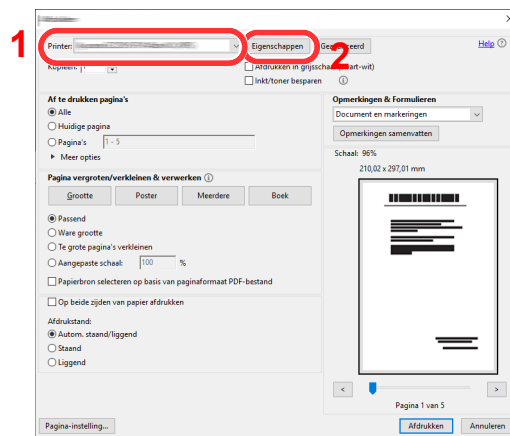 1
Printer:
Eigenschappen
2
Help
Kopieën: 1
Afdrukken in grijsschaal (zwart-wit)
Inkt/toner besparen
Af te drukken pagina's
Alle
Huidige pagina
Pagina's 1 - 5
Meer opties
Opmerkingen & Formulieren
Document en markeringen
Opmerkingen samenvatten
Schaal: 96%
210,02 x 297,01 mm
Pagina vergroten/verkleinen & verwerken
Grootte Poster Meerdere Boek
Passend
Ware grootte
Te grote pagina's verkleinen
Aangepaste schaal: 100 %
Papierbron selecteren op basis van paginaformaat PDF-bestand
Op beide zijden van papier afdrukken
Afdrukstand:
Autom. staand/liggend
Staand
Liggend
< >
Pagina 1 van 5
Pagina-instelling... Afdrukken Annuleren